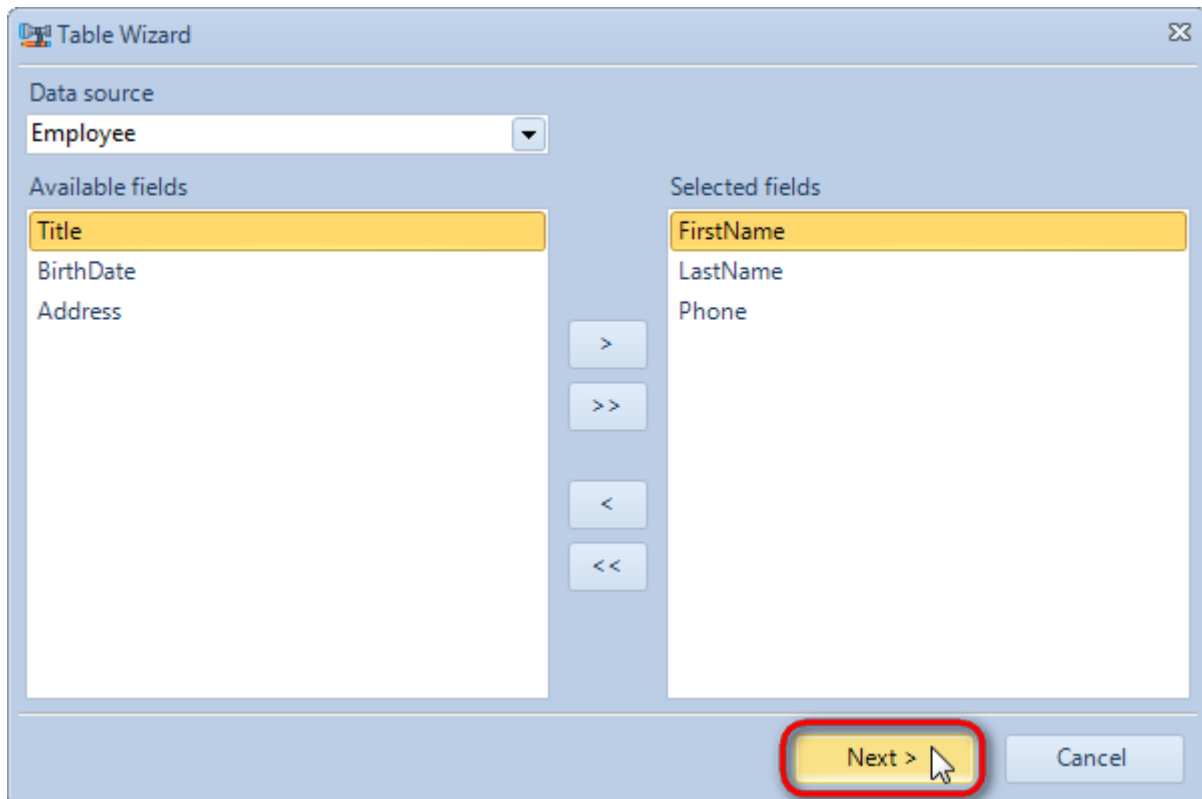 Table Wizard
Data source
Employee
Available fields
Title
BirthDate
Address
>
>>
<
<<
Selected fields
FirstName
LastName
Phone
Next >
Cancel